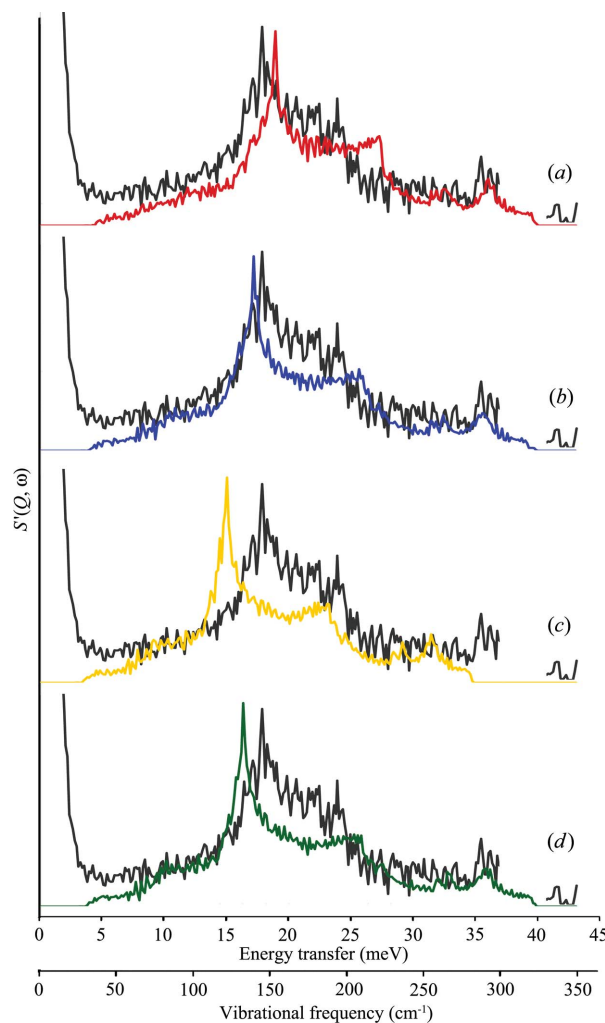 (a)
(b)
(c)
(d)
S'(Q, ω)
0 5 10 15 20 25 30 35 40 45
Energy transfer (meV)
0 50 100 150 200 250 300 350
Vibrational frequency (cm⁻¹)